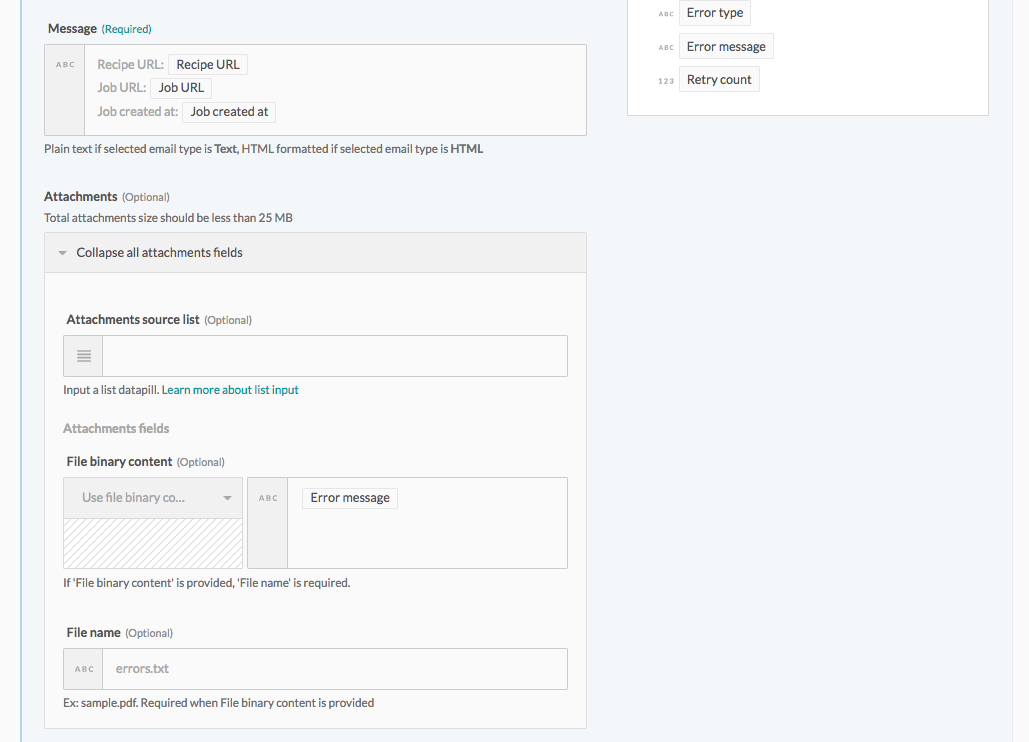 Message (Required)
ABC
Recipe URL: Recipe URL
Job URL: Job URL
Job created at: Job created at
Plain text if selected email type is Text, HTML formatted if selected email type is HTML
Attachments (Optional)
Total attachments size should be less than 25 MB
Collapse all attachments fields
Attachments source list (Optional)
Input a list datapill. Learn more about list input
Attachments fields
File binary content (Optional)
Use file binary co...
ABC
Error message
If 'File binary content' is provided, 'File name' is required.
File name (Optional)
ABC errors.txt
Ex: sample.pdf. Required when File binary content is provided
ABC Error type
ABC Error message
123 Retry count